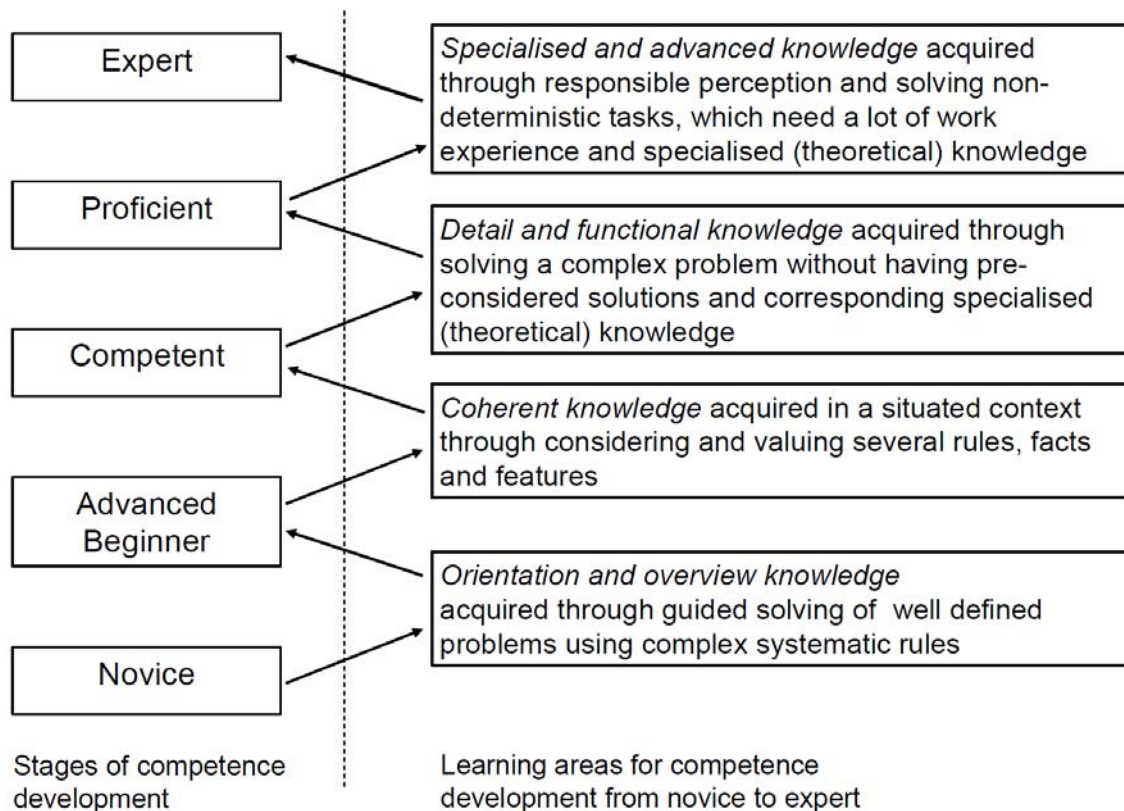 Expert
Specialised and advanced knowledge acquired
through responsible perception and solving non-
deterministic tasks, which need a lot of work
experience and specialised (theoretical) knowledge
Proficient
Detail and functional knowledge acquired through
solving a complex problem without having pre-
considered solutions and corresponding specialised
(theoretical) knowledge
Competent
Coherent knowledge acquired in a situated context
through considering and valuing several rules, facts
and features
Advanced
Beginner
Orientation and overview knowledge
acquired through guided solving of well defined
problems using complex systematic rules
Novice
Stages of competence
development
Learning areas for competence
development from novice to expert